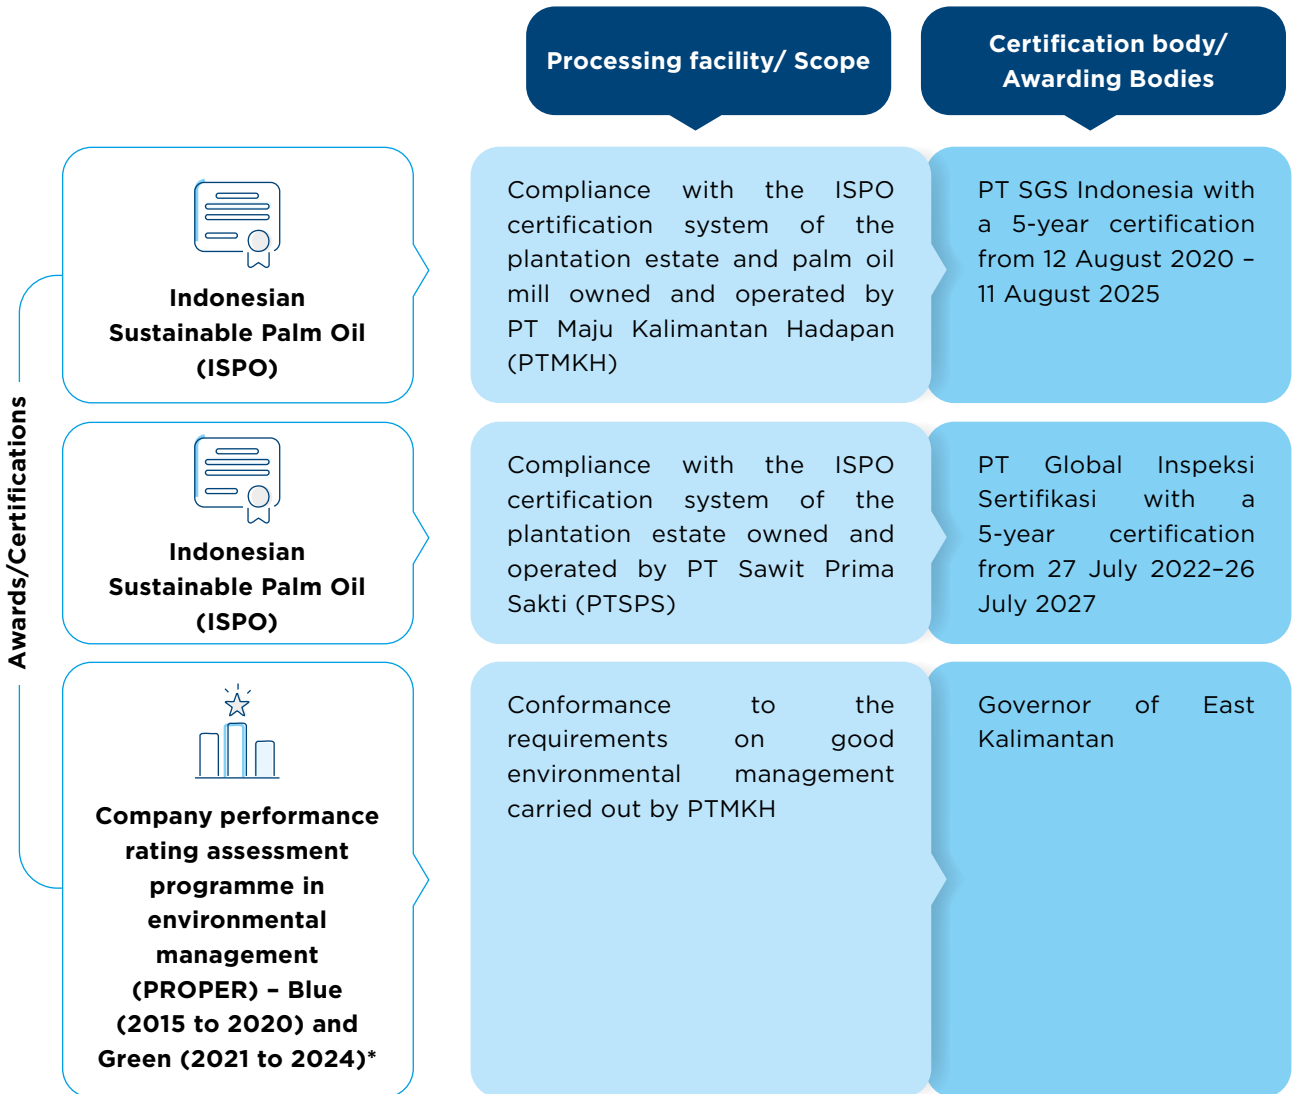 Processing facility/ Scope
Certification body/
Awarding Bodies
Awards/Certifications
Indonesian
Sustainable Palm Oil
(ISPO)
Compliance with the ISPO
certification system of the
plantation estate and palm oil
mill owned and operated by
PT Maju Kalimantan Hadapan
(PTMKH)
PT SGS Indonesia with
a 5-year certification
from 12 August 2020 –
11 August 2025
Indonesian
Sustainable Palm Oil
(ISPO)
Compliance with the ISPO
certification system of the
plantation estate owned and
operated by PT Sawit Prima
Sakti (PTSPS)
PT Global Inspeksi
Sertifikasi with a
5-year certification
from 27 July 2022–26
July 2027
Company performance
rating assessment
programme in
environmental
management
(PROPER) – Blue
(2015 to 2020) and
Green (2021 to 2024)*
Conformance to the
requirements on good
environmental management
carried out by PTMKH
Governor of East
Kalimantan